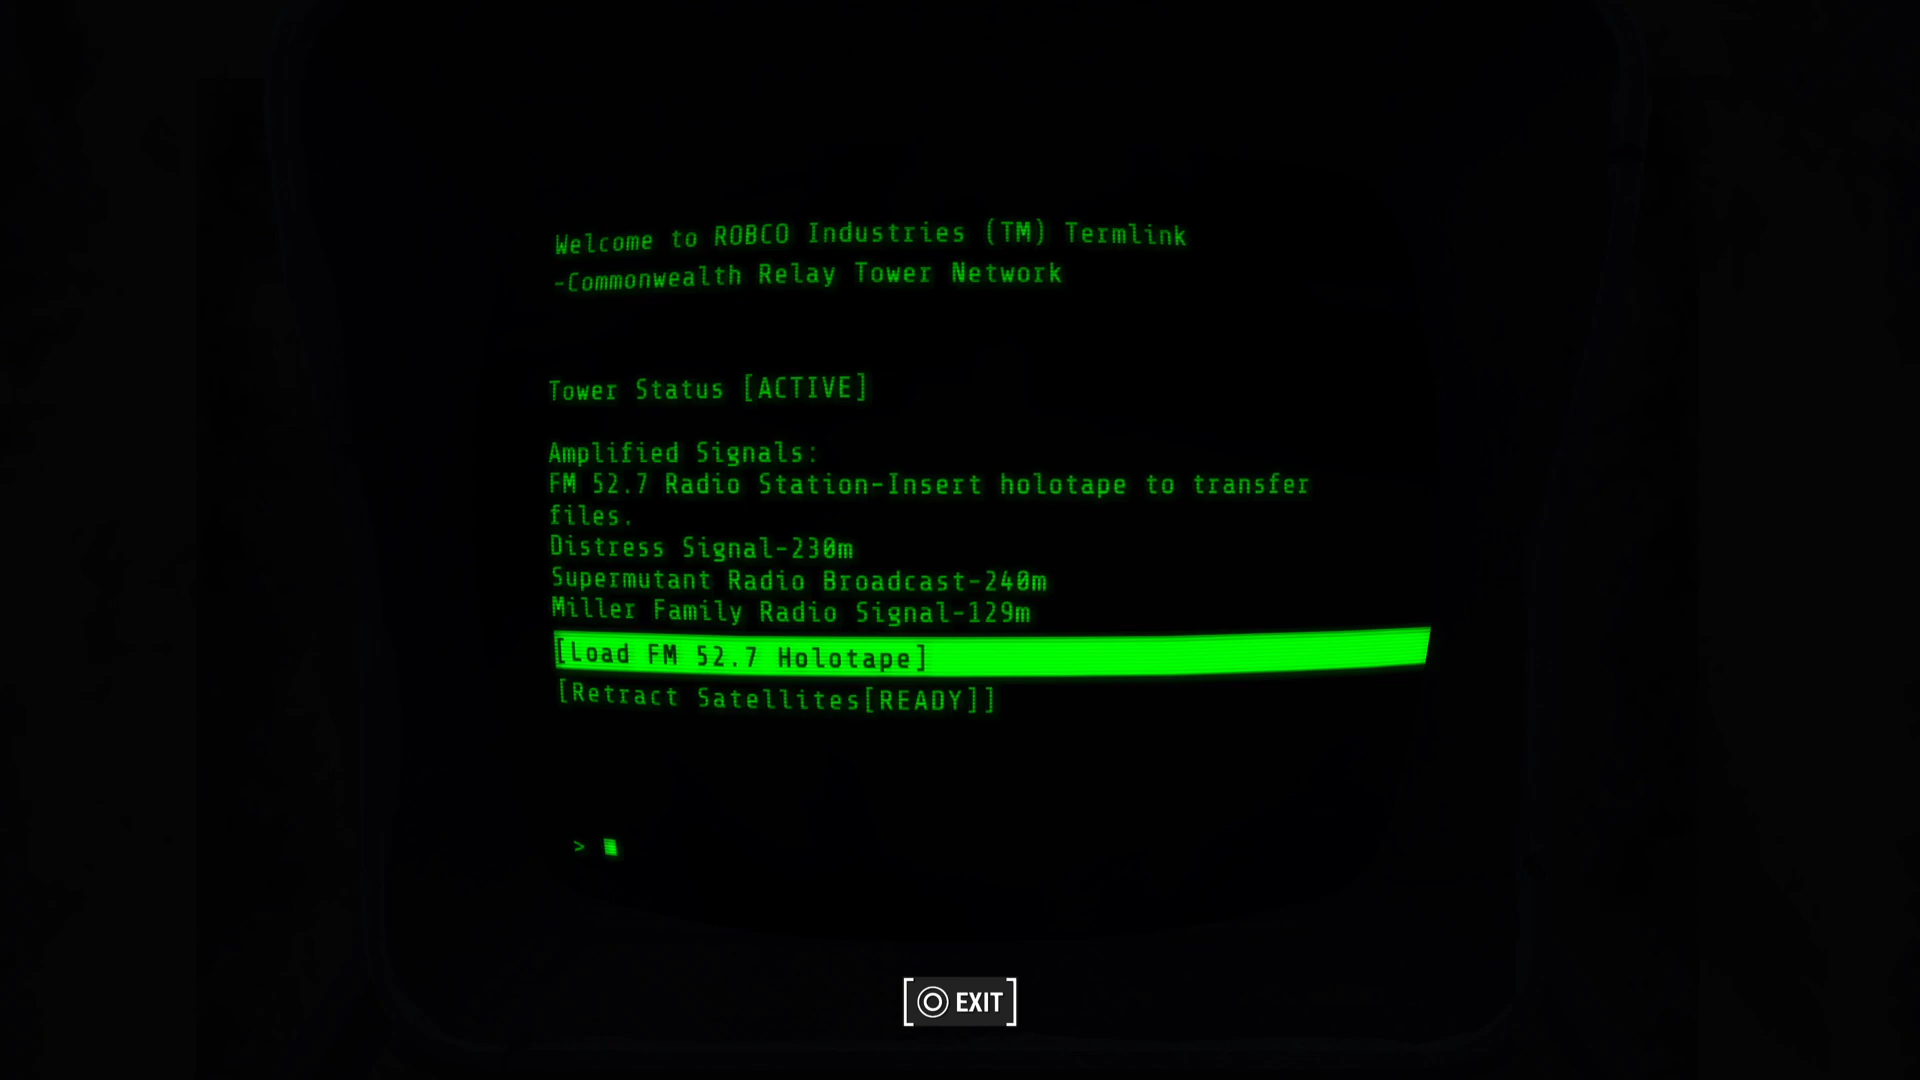 Welcome to ROBCO Industries (TM) Termlink
-Commonwealth Relay Tower Network
Tower Status [ACTIVE]
Amplified Signals:
FM 52.7 Radio Station-Insert holotape to transfer
files.
Distress Signal-230m
Supermutant Radio Broadcast-240m
Miller Family Radio Signal-129m
[Load FM 52.7 Holotape]
[Retract Satellites[READY]]
>
EXIT